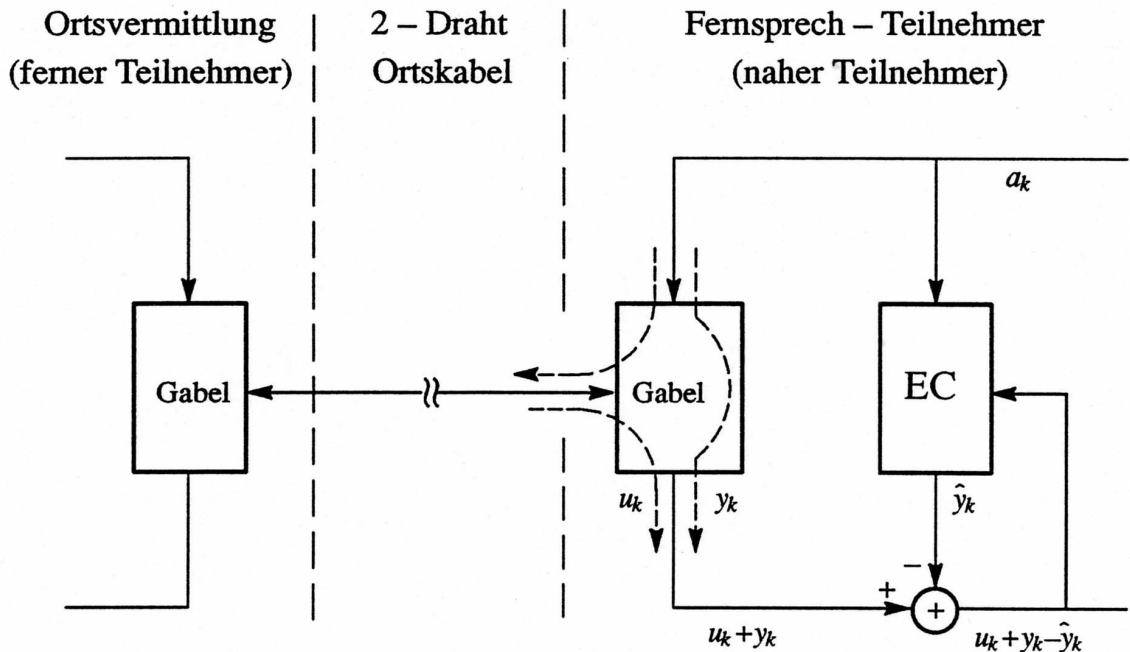 Ortsvermittlung
(ferner Teilnehmer)
2 – Draht
Ortskabel
Fernsprech – Teilnehmer
(naher Teilnehmer)
a_k
Gabel
Gabel
EC
u_k
y_k
ŷ_k
−
+
+
u_k+y_k
u_k+y_k−ŷ_k